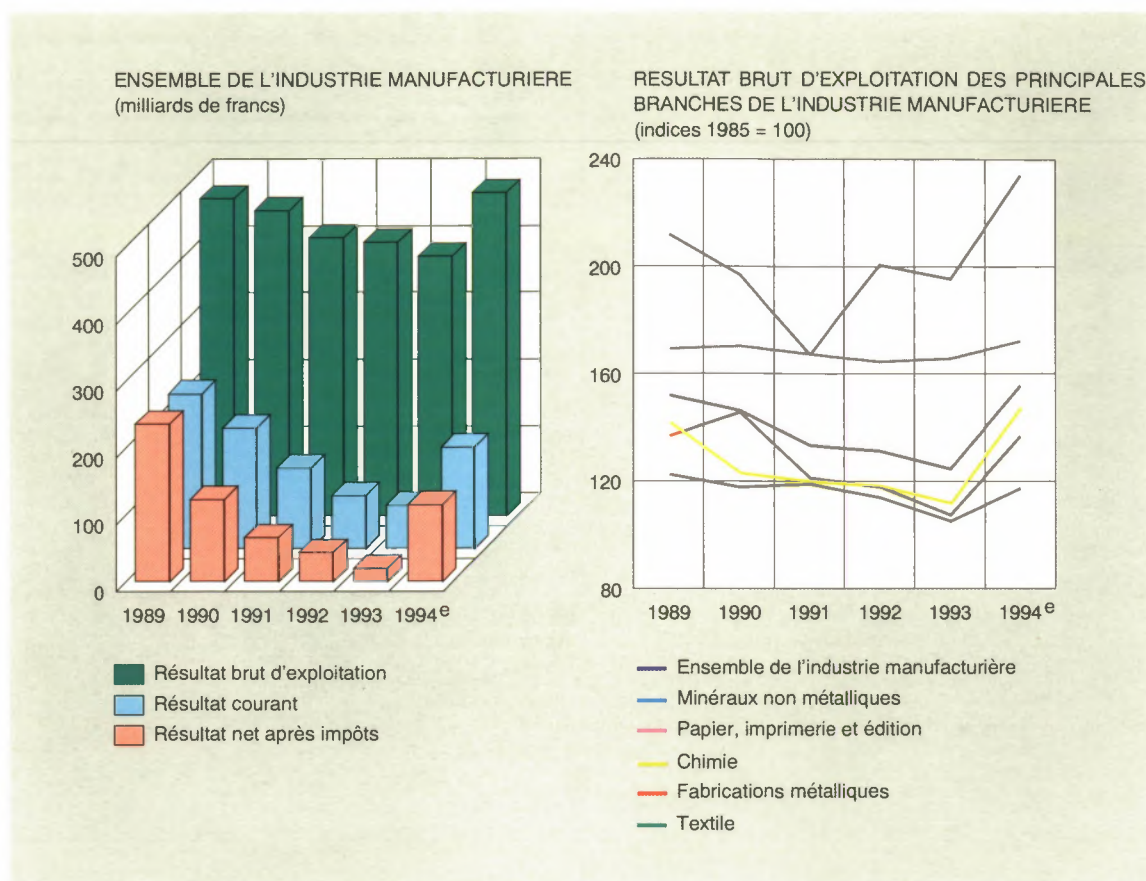 ENSEMBLE DE L'INDUSTRIE MANUFACTURIERE
(milliards de francs)
500
400
300
200
100
0
1989 1990 1991 1992 1993 1994 e
Résultat brut d'exploitation
Résultat courant
Résultat net après impôts
RESULTAT BRUT D'EXPLOITATION DES PRINCIPALES
BRANCHES DE L'INDUSTRIE MANUFACTURIERE
(indices 1985 = 100)
240
200
160
120
80
1989 1990 1991 1992 1993 1994 e
Ensemble de l'industrie manufacturière
Minéraux non métalliques
Papier, imprimerie et édition
Chimie
Fabrications métalliques
Textile